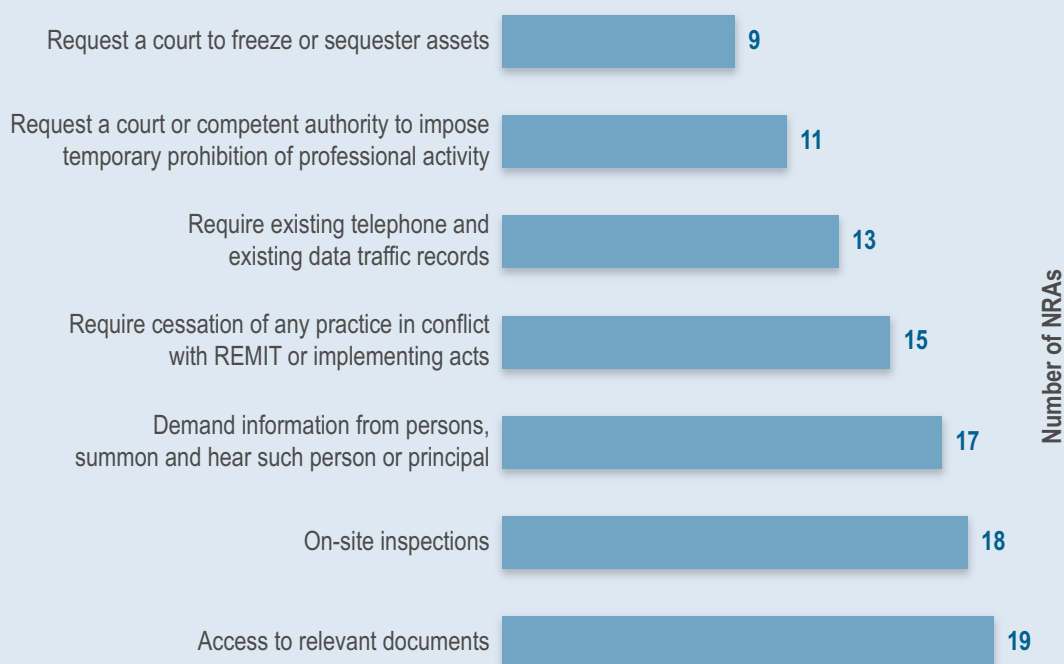 Request a court to freeze or sequester assets
9
Request a court or competent authority to impose
temporary prohibition of professional activity
11
Require existing telephone and
existing data traffic records
13
Require cessation of any practice in conflict
with REMIT or implementing acts
15
Demand information from persons,
summon and hear such person or principal
17
On-site inspections
18
Access to relevant documents
19
Number of NRAs